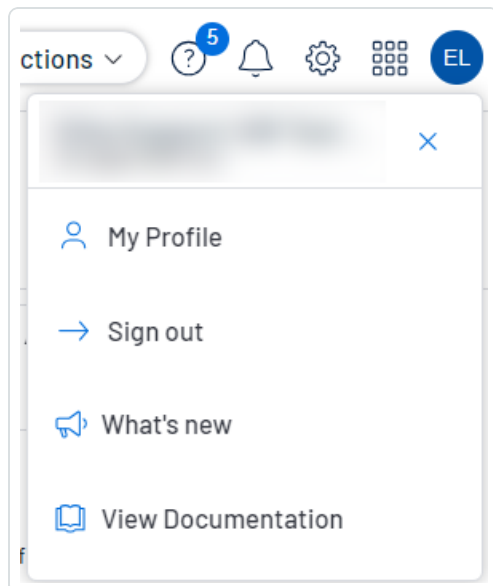 ctions
5
?
EL
My Profile
Sign out
What's new
View Documentation
f